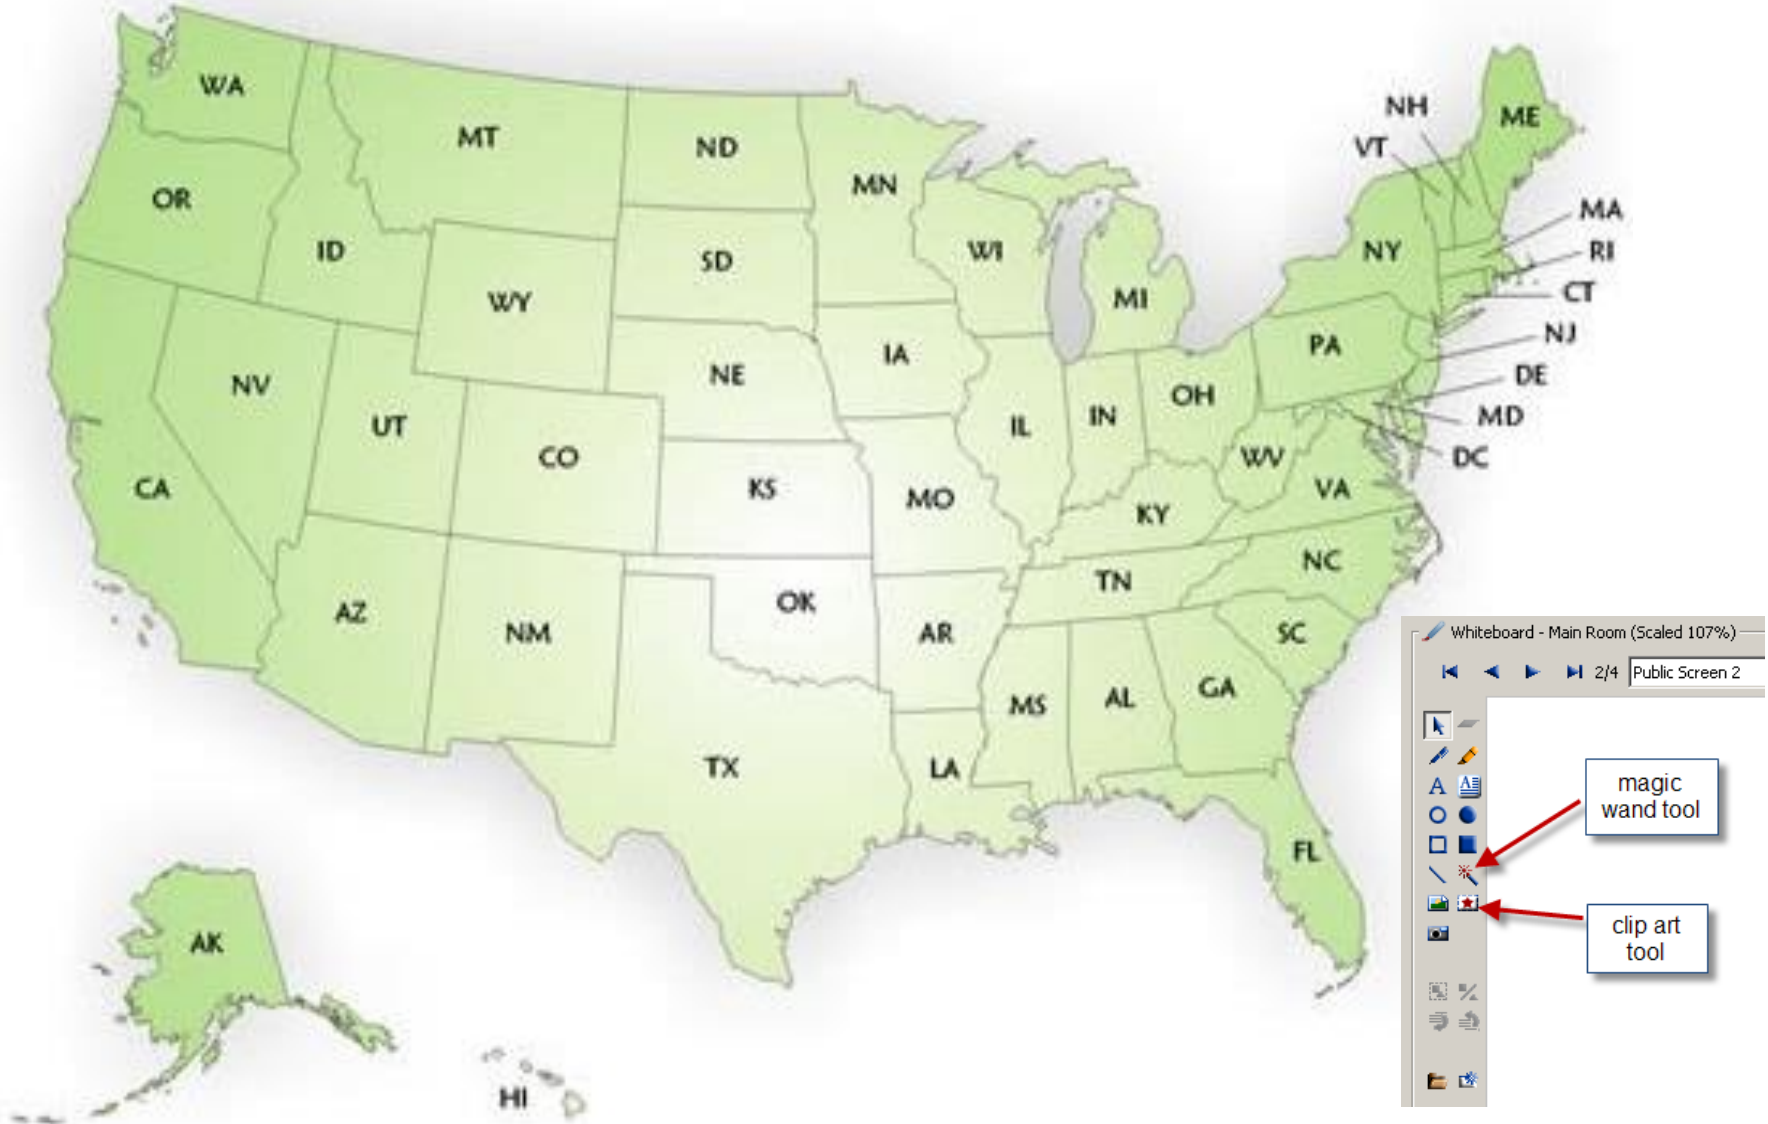 WA
MT
ND
MN
OR
ID
SD
WI
WY
MI
NH
VT
ME
MA
NY
RI
CT
NJ
PA
DE
MD
DC
IA
NE
NV
UT
CO
IL
IN
OH
WV
VA
CA
KS
MO
KY
NC
TN
AZ
NM
OK
AR
SC
MS
AL
GA
TX
LA
FL
AK
HI
Whiteboard - Main Room (Scaled 107%)
2/4 Public Screen 2
A A
magic
wand tool
clip art
tool